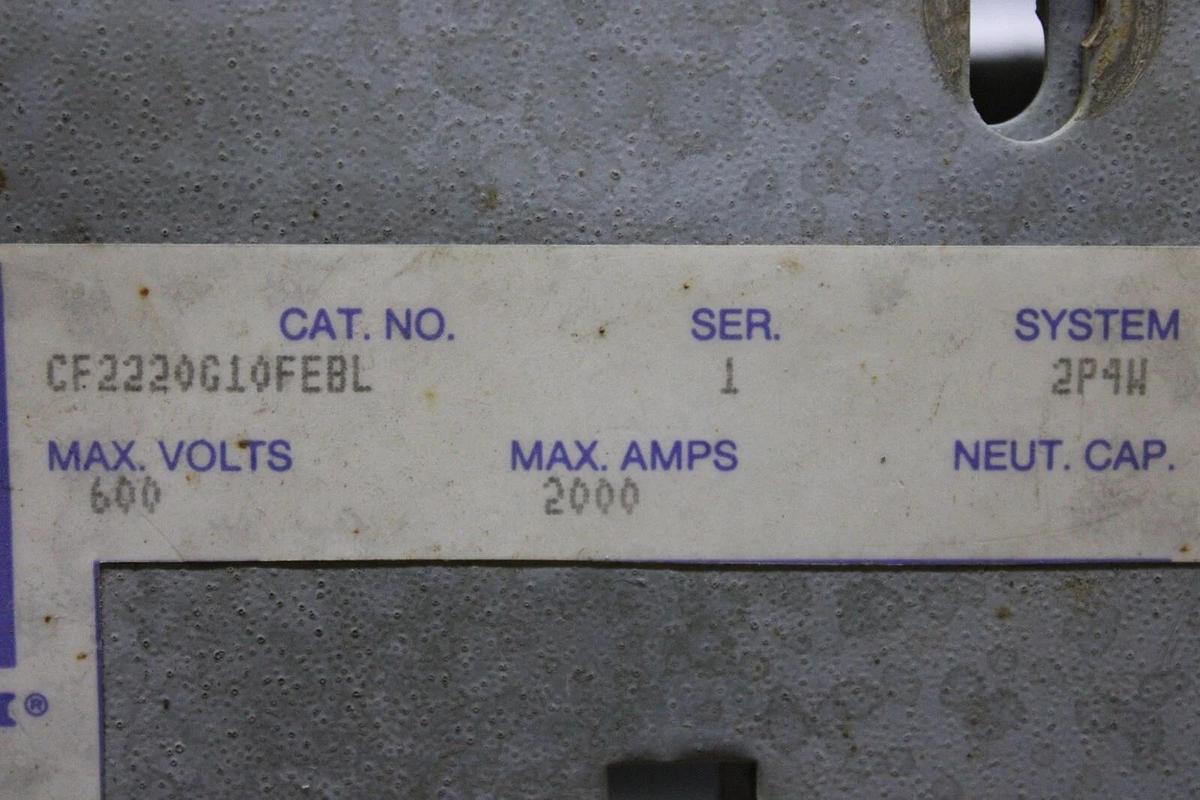 CAT. NO. SER. SYSTEM
CF2220G10FEBL 1 2P4W
MAX. VOLTS MAX. AMPS NEUT. CAP.
600 2000
®